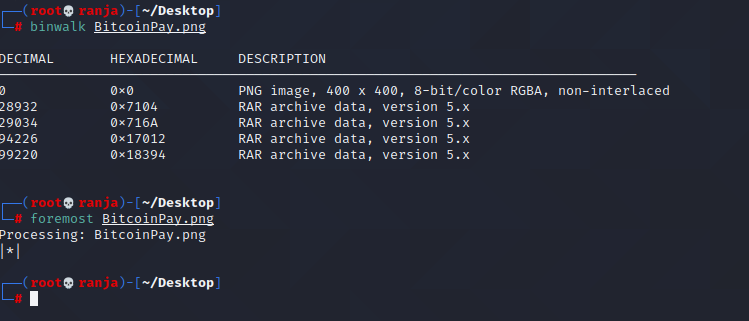 ┌──(root💀ranja)-[~/Desktop]
└─# binwalk BitcoinPay.png
DECIMAL HEXADECIMAL DESCRIPTION
0 0×0 PNG image, 400 x 400, 8-bit/color RGBA, non-interlaced
28932 0×7104 RAR archive data, version 5.x
29034 0×716A RAR archive data, version 5.x
94226 0×17012 RAR archive data, version 5.x
99220 0×18394 RAR archive data, version 5.x
┌──(root💀ranja)-[~/Desktop]
└─# foremost BitcoinPay.png
Processing: BitcoinPay.png
|*|
┌──(root💀ranja)-[~/Desktop]
└─#